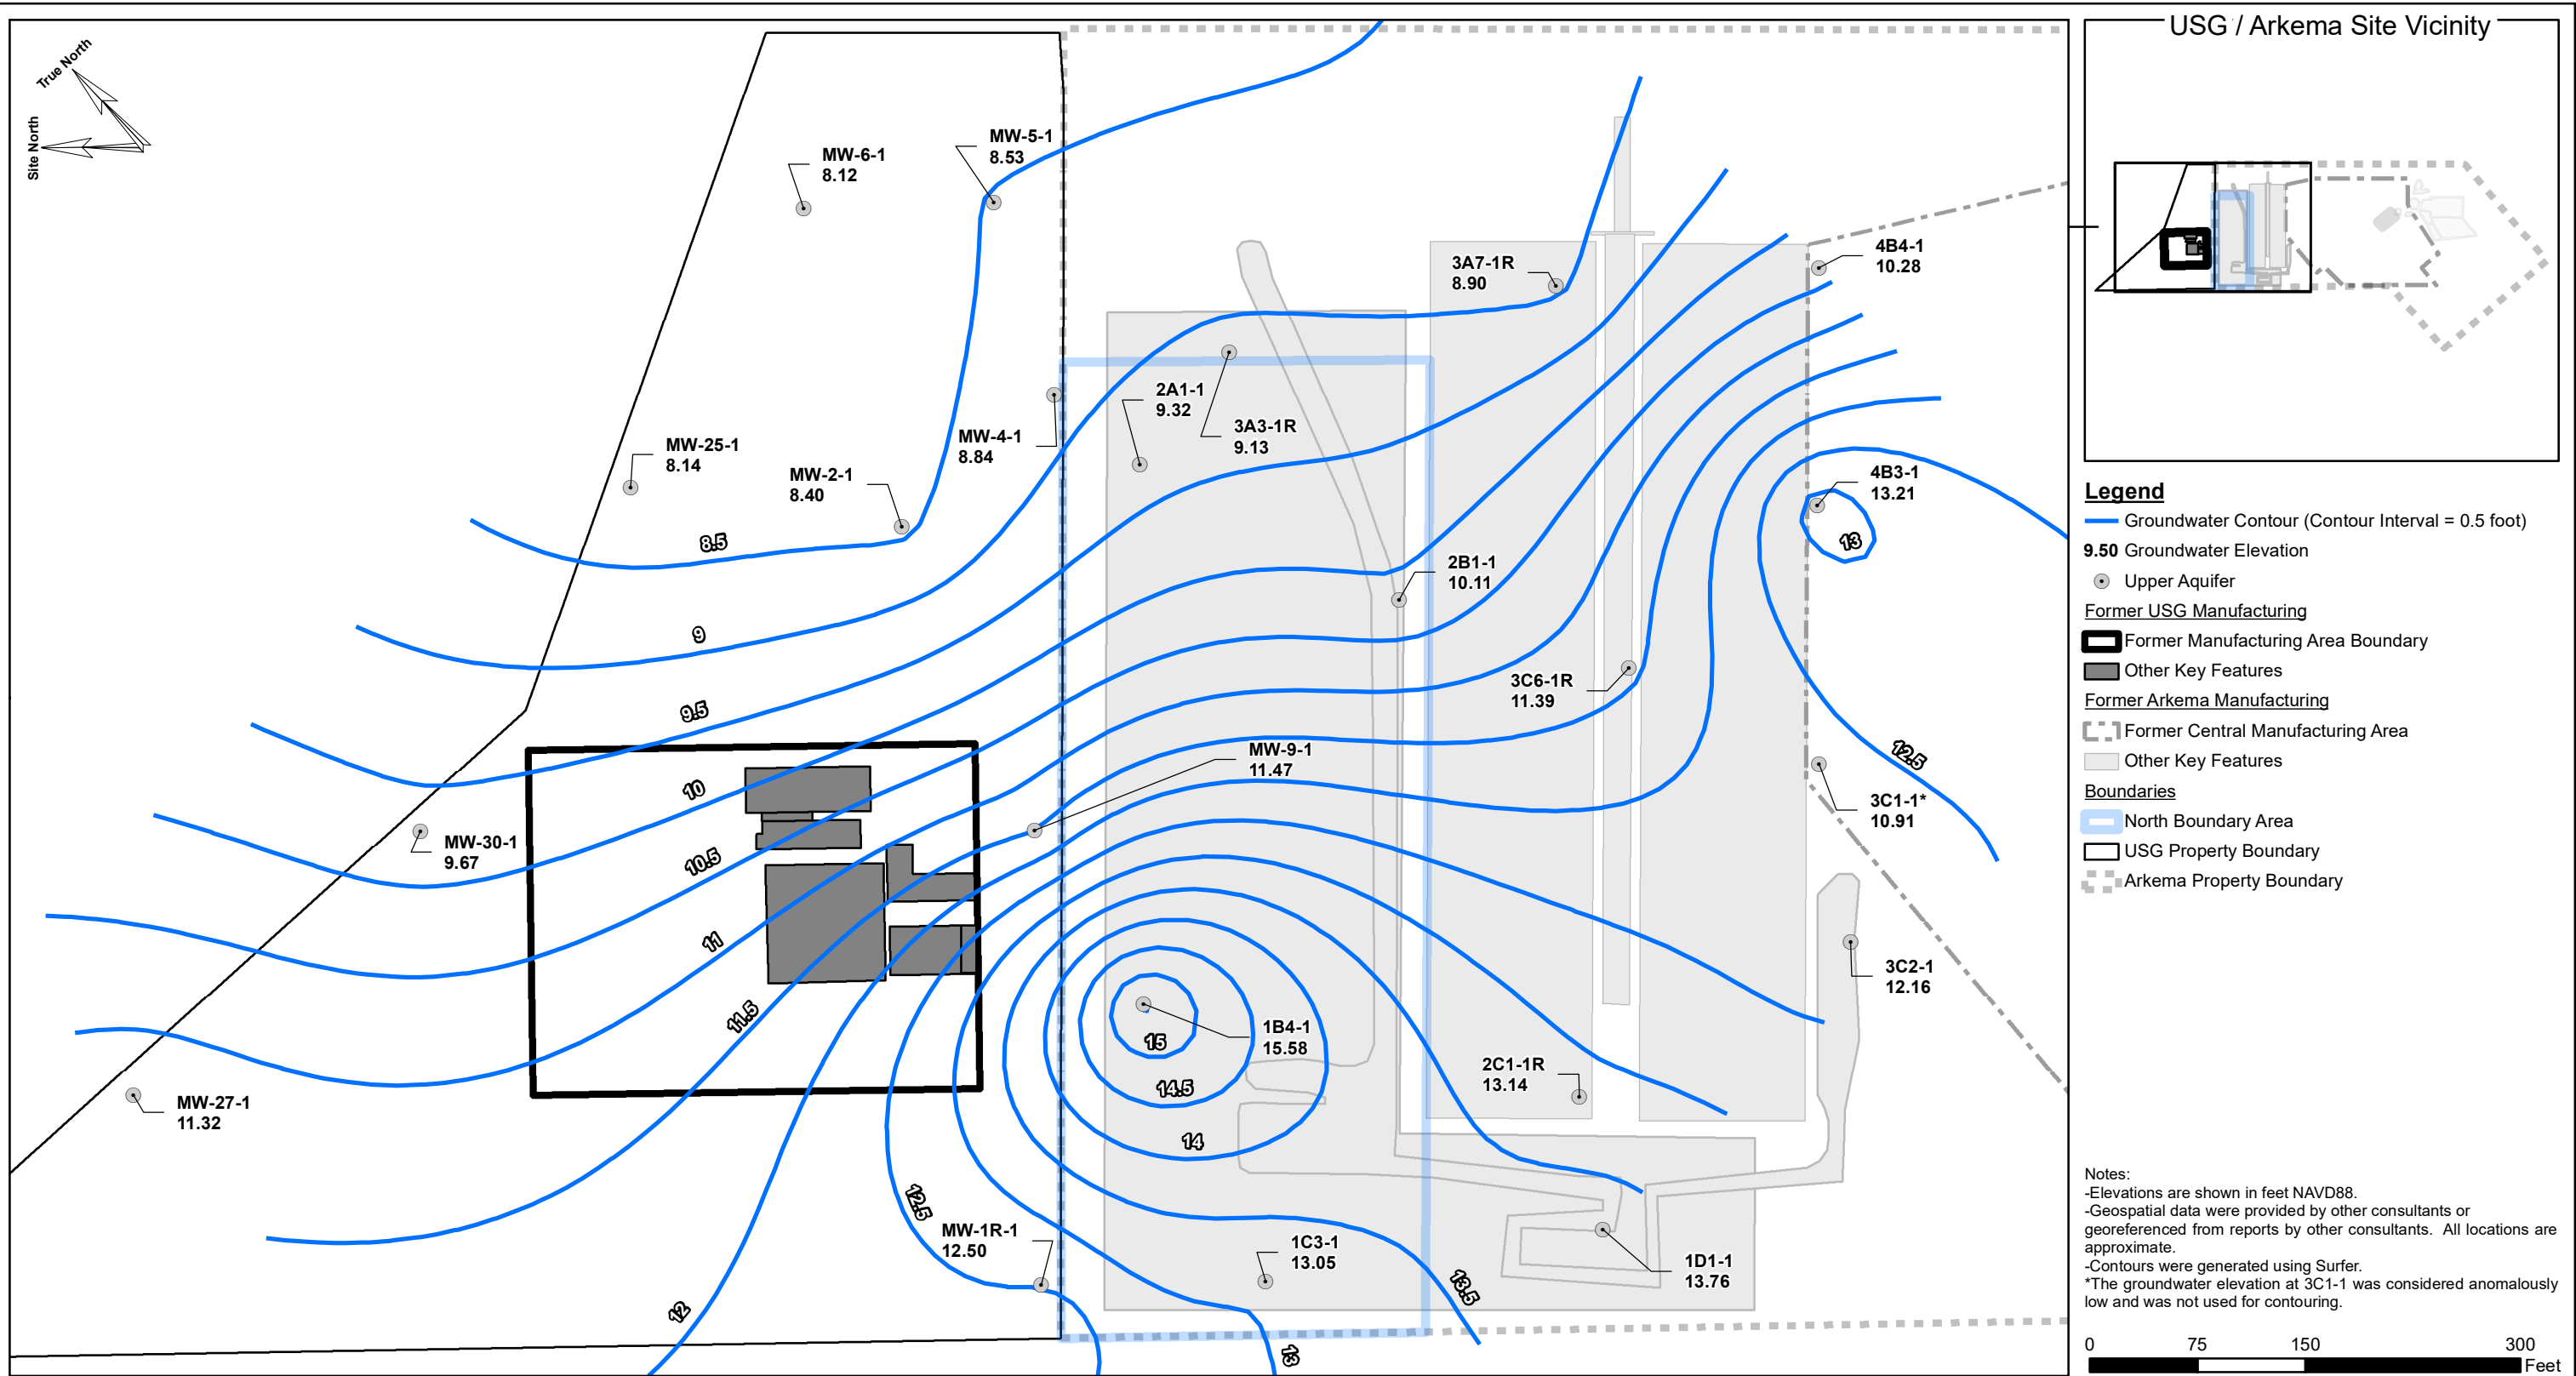 USG / Arkema Site Vicinity
True North
Site North
MW-6-1
8.12
MW-5-1
8.53
MW-25-1
8.14
MW-2-1
8.40
MW-4-1
8.84
2A1-1
9.32
3A3-1R
9.13
3A7-1R
8.90
4B4-1
10.28
4B3-1
13.21
2B1-1
10.11
3C6-1R
11.39
MW-9-1
11.47
3C1-1*
10.91
MW-30-1
9.67
3C2-1
12.16
1B4-1
15.58
2C1-1R
13.14
MW-27-1
11.32
MW-1R-1
12.50
1C3-1
13.05
1D1-1
13.76
8.5
9
9.5
10
10.5
11
11.5
12
12.5
13
13.5
14
14.5
15
13
12.5
Legend
Groundwater Contour (Contour Interval = 0.5 foot)
9.50 Groundwater Elevation
Upper Aquifer
Former USG Manufacturing
Former Manufacturing Area Boundary
Other Key Features
Former Arkema Manufacturing
Former Central Manufacturing Area
Other Key Features
Boundaries
North Boundary Area
USG Property Boundary
Arkema Property Boundary
Notes:
-Elevations are shown in feet NAVD88.
-Geospatial data were provided by other consultants or
georeferenced from reports by other consultants. All locations are
approximate.
-Contours were generated using Surfer.
*The groundwater elevation at 3C1-1 was considered anomalously
low and was not used for contouring.
0 75 150 300
Feet